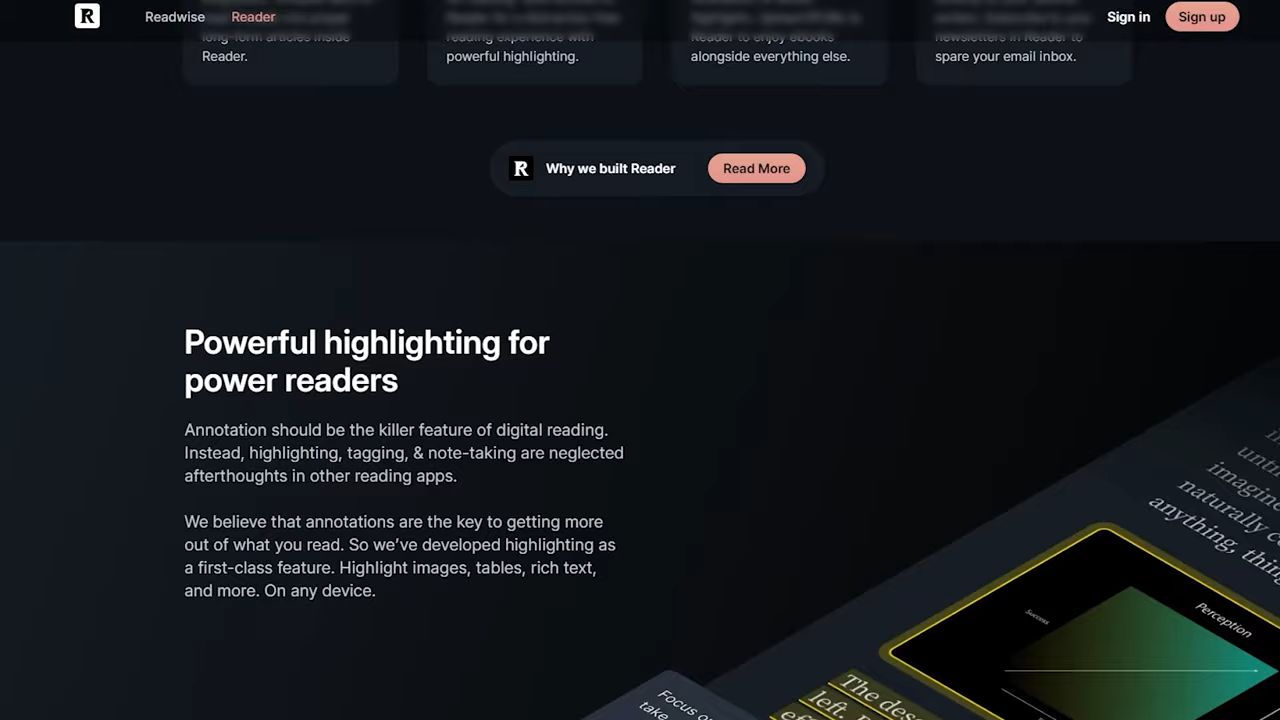 R
Readwise
Reader
Sign in
Sign up
long-form articles inside
Reader.
reading experience with
powerful highlighting.
Reader to enjoy ebooks
alongside everything else.
newsletters in Reader to
spare your email inbox.
R
Why we built Reader
Read More
Powerful highlighting for
power readers
Annotation should be the killer feature of digital reading.
Instead, highlighting, tagging, & note-taking are neglected
afterthoughts in other reading apps.
We believe that annotations are the key to getting more
out of what you read. So we’ve developed highlighting as
a first-class feature. Highlight images, tables, rich text,
and more. On any device.
naturally
anything,
Success
Perception
The
left.
Focus
take